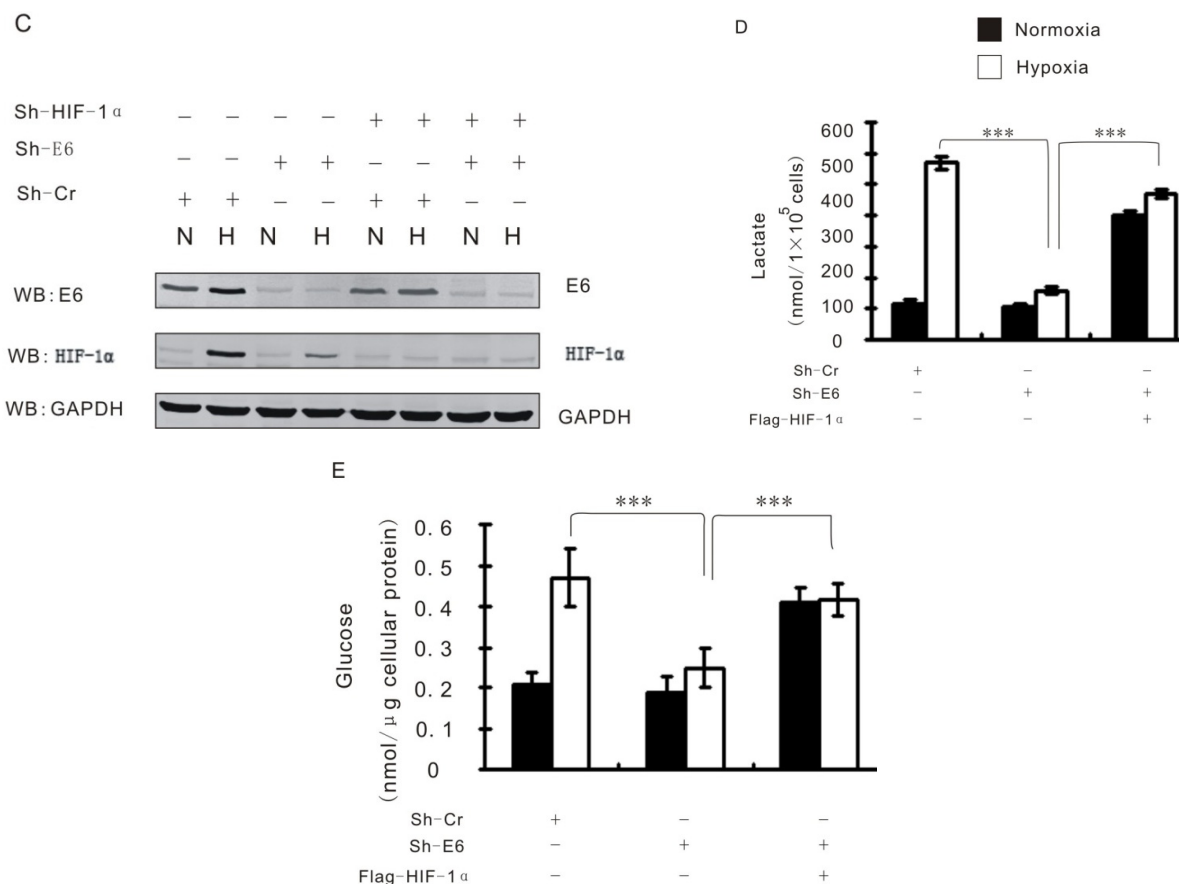 C
Sh-HIF-1α − − − − + + + +
Sh-E6 − − + + − − + +
Sh-Cr + + − − + + − −
N H N H N H N H
WB: E6 E6
WB: HIF-1α HIF-1α
WB: GAPDH GAPDH
D
Normoxia
Hypoxia
*** ***
Lactate
(nmol/1×10⁵ cells)
600
500
400
300
200
100
0
Sh-Cr + − −
Sh-E6 − + +
Flag-HIF-1α − − +
E
*** ***
Glucose
(nmol/μg cellular protein)
0.6
0.5
0.4
0.3
0.2
0.1
0
Sh-Cr + − −
Sh-E6 − + +
Flag-HIF-1α − − +